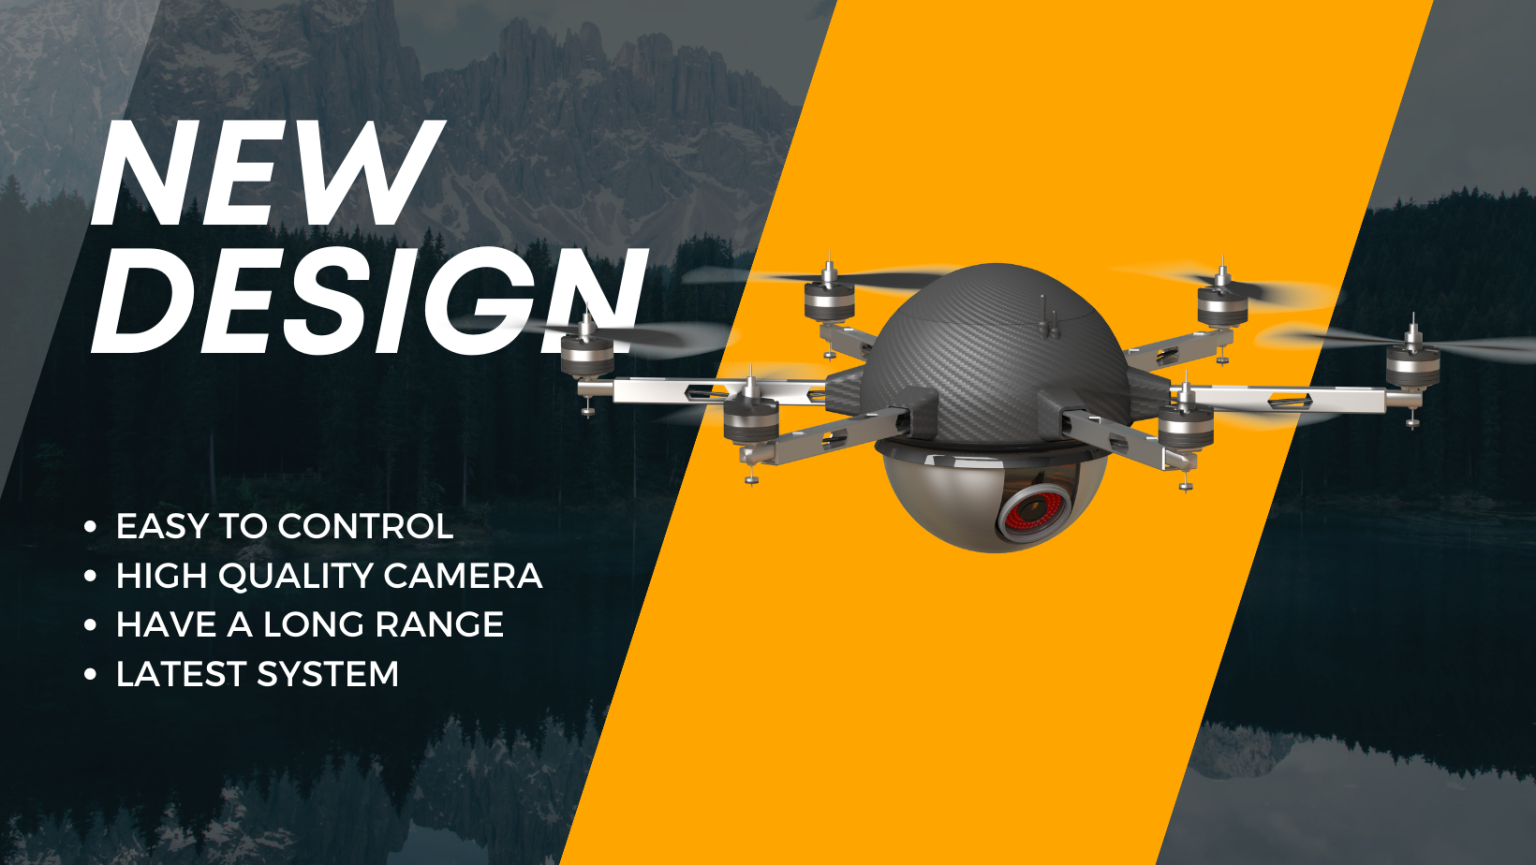 NEW
DESIGN
• EASY TO CONTROL
• HIGH QUALITY CAMERA
• HAVE A LONG RANGE
• LATEST SYSTEM